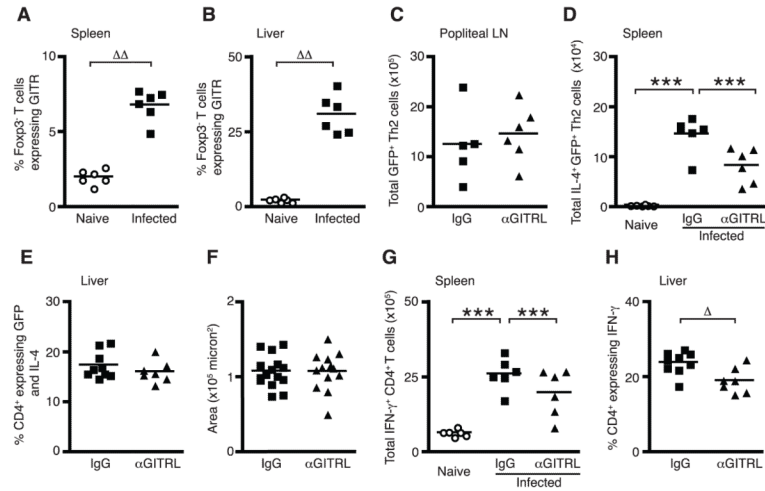 A
Spleen
% Foxp3⁻ T cells
expressing GITR
10
5
0
ΔΔ
Naive
Infected
B
Liver
% Foxp3⁻ T cells
expressing GITR
50
25
0
ΔΔ
Naive
Infected
C
Popliteal LN
Total GFP⁺ Th2 cells (x10⁵)
30
20
10
0
IgG
αGITRL
D
Spleen
Total IL-4⁺ GFP⁺ Th2 cells (x10⁴)
30
20
10
0
***
***
Naive
IgG
αGITRL
Infected
E
Liver
% CD4⁺ expressing GFP
and IL-4
30
20
10
0
IgG
αGITRL
F
Area (x10⁵ micron²)
2
1
0
IgG
αGITRL
G
Spleen
Total IFN-γ⁺ CD4⁺T cells (x10⁵)
50
25
0
***
***
Naive
IgG
αGITRL
Infected
H
Liver
% CD4⁺ expressing IFN-γ
40
20
0
Δ
IgG
αGITRL